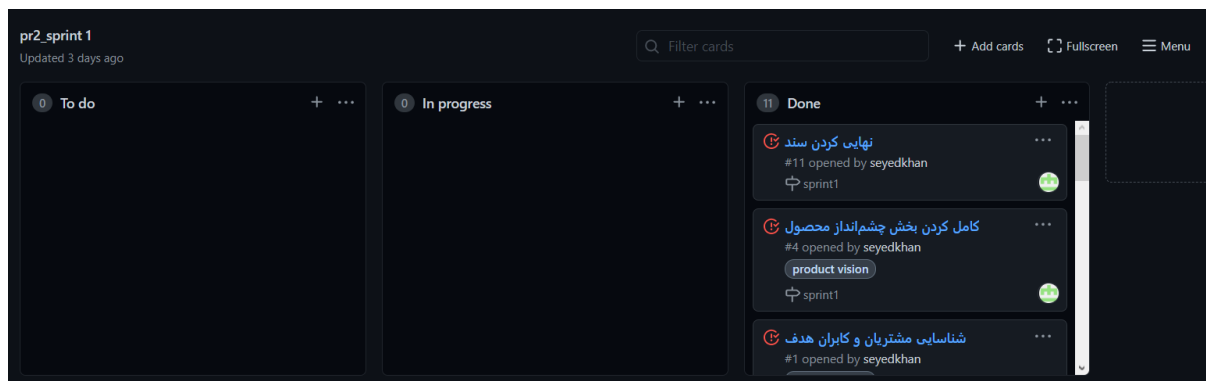 pr2_sprint 1
Updated 3 days ago
Filter cards
Add cards
Fullscreen
Menu
0 To do
0 In progress
11 Done
نهایی کردن سند
#11 opened by seyedkhan
sprint1
کامل کردن بخش چشم‌انداز محصول
#4 opened by seyedkhan
product vision
sprint1
شناسایی مشتریان و کابران هدف
#1 opened by seyedkhan